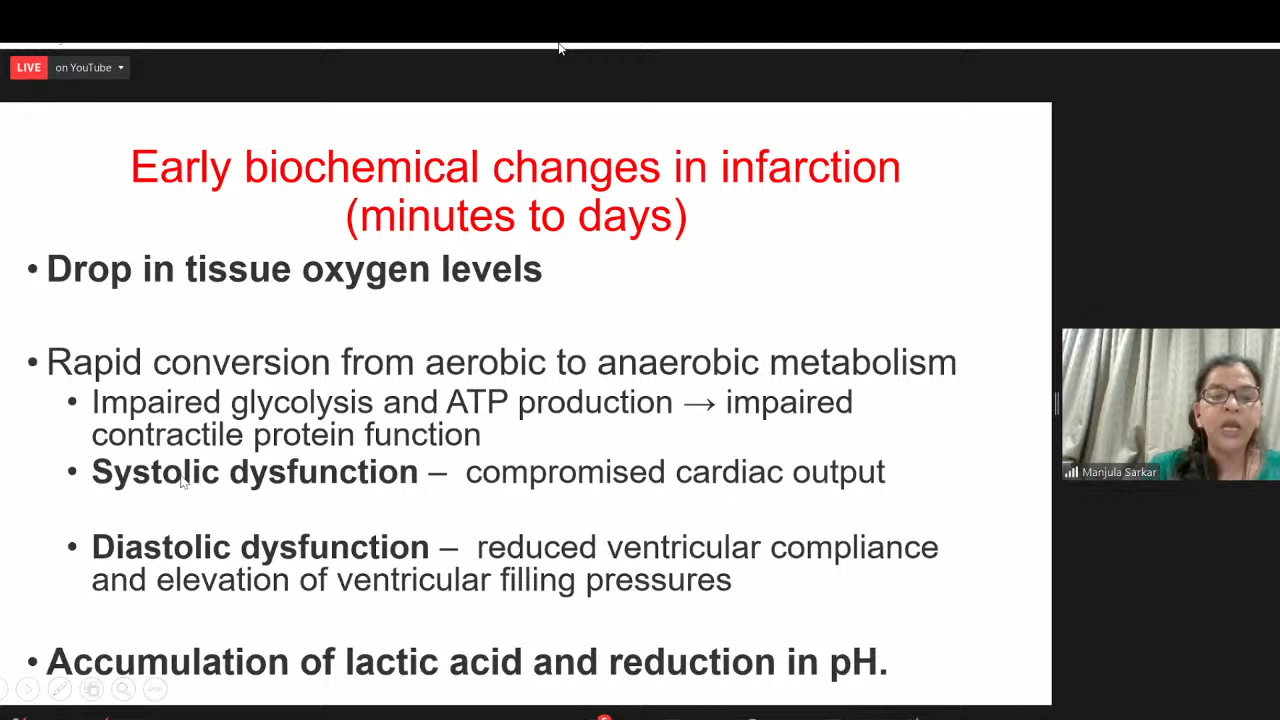 LIVE on YouTube
Early biochemical changes in infarction
(minutes to days)
• Drop in tissue oxygen levels
• Rapid conversion from aerobic to anaerobic metabolism
• Impaired glycolysis and ATP production → impaired
contractile protein function
• Systolic dysfunction – compromised cardiac output
• Diastolic dysfunction – reduced ventricular compliance
and elevation of ventricular filling pressures
• Accumulation of lactic acid and reduction in pH.
Manjula Sarkar